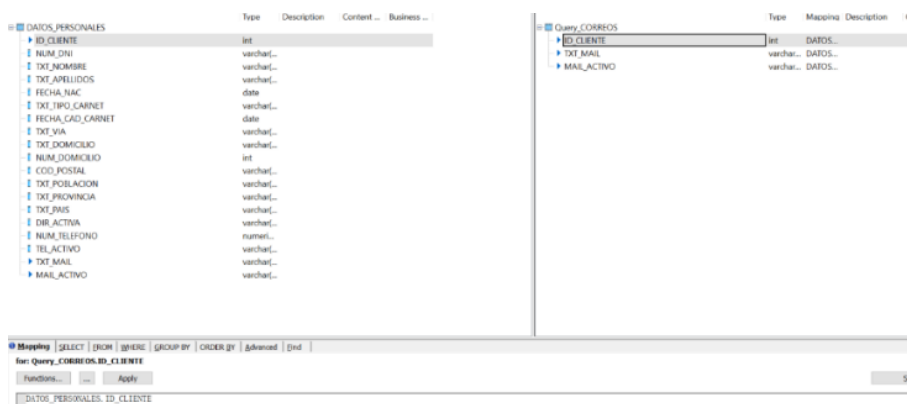 Type Description Content ... Business ...
DATOS_PERSONALES
ID_CLIENTE int
NUM_DNI varchar(...
TXT_NOMBRE varchar(...
TXT_APELLIDOS varchar(...
FECHA_NAC date
TXT_TIPO_CARNET varchar(...
FECHA_CAD_CARNET date
TXT_VIA varchar(...
TXT_DOMICILIO varchar(...
NUM_DOMICILIO int
COD_POSTAL varchar(...
TXT_POBLACION varchar(...
TXT_PROVINCIA varchar(...
TXT_PAIS varchar(...
DIR_ACTIVA varchar(...
NUM_TELEFONO numeri...
TEL_ACTIVO varchar(...
TXT_MAIL varchar(...
MAIL_ACTIVO varchar(...
Type Mapping Description
Query_CORREOS
ID_CLIENTE int DATOS...
TXT_MAIL varchar... DATOS...
MAIL_ACTIVO varchar... DATOS...
Mapping SELECT FROM WHERE GROUP BY ORDER BY Advanced Find
for: Query_CORREOS.ID_CLIENTE
Functions... ... Apply
DATOS_PERSONALES.ID_CLIENTE